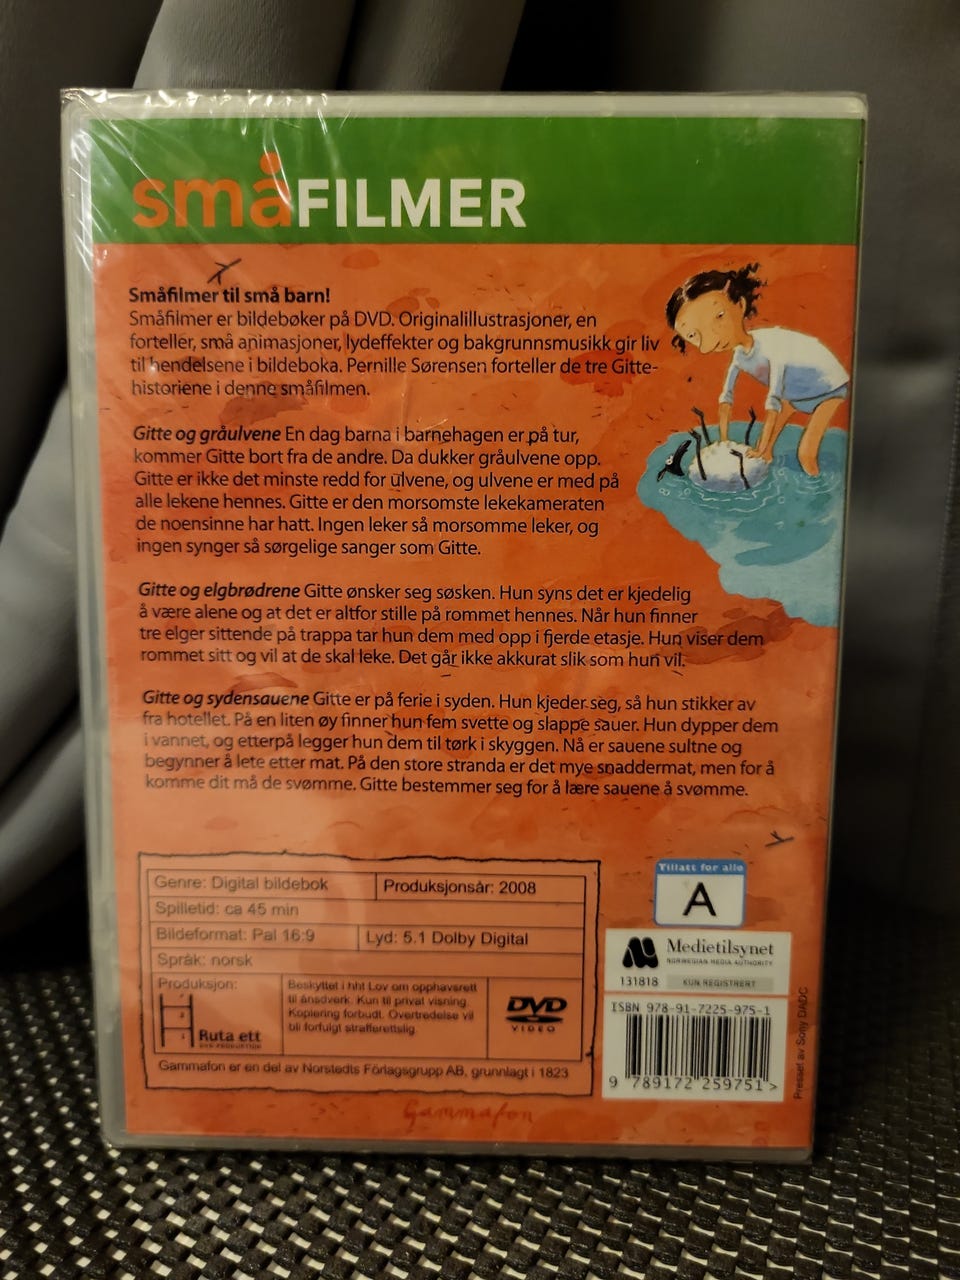 småFILMER
Småfilmer til små barn!
Småfilmer er bildebøker på DVD. Originalillustrasjoner, en
forteller, små animasjoner, lydeffekter og bakgrunnsmusikk gir liv
til hendelsene i bildeboka. Pernille Sørensen forteller de tre Gitte-
historiene i denne småfilmen.
Gitte og gråulvene En dag barna i barnehagen er på tur,
kommer Gitte bort fra de andre. Da dukker gråulvene opp.
Gitte er ikke det minste redd for ulvene, og ulvene er med på
alle lekene hennes. Gitte er den morsomste lekekameraten
de noensinne har hatt. Ingen leker så morsomme leker, og
ingen synger så sørgelige sanger som Gitte.
Gitte og elgbrødrene Gitte ønsker seg søsken. Hun syns det er kjedelig
å være alene og at det er altfor stille på rommet hennes. Når hun finner
tre elger sittende på trappa tar hun dem med opp i fjerde etasje. Hun viser dem
rommet sitt og vil at de skal leke. Det går ikke akkurat slik som hun vil.
Gitte og sydensauene Gitte er på ferie i syden. Hun kjeder seg, så hun stikker av
fra hotellet. På en liten øy finner hun fem svette og slappe sauer. Hun dypper dem
i vannet, og etterpå legger hun dem til tørk i skyggen. Nå er sauene sultne og
begynner å lete etter mat. På den store stranda er det mye snaddermat, men for å
komme dit må de svømme. Gitte bestemmer seg for å lære sauene å svømme.
Genre: Digital bildebok
Produksjonsår: 2008
Spilletid: ca 45 min
Bildeformat: Pal 16:9
Lyd: 5.1 Dolby Digital
Språk: norsk
Produksjon:
Ruta ett
DVD PRODUKTION
Beskyttet i hht Lov om opphavsrett
til åndsverk. Kun til privat visning.
Kopiering forbudt. Overtredelse vil
bli forfulgt strafferettslig.
DVD
VIDEO
Gammafon er en del av Norstedts Förlagsgrupp AB, grunnlagt i 1823
Gammafon
Tillatt for alle
A
Medietilsynet
NORWEGIAN MEDIA AUTHORITY
131818 KUN REGISTRERT
ISBN 978-91-7225-975-1
9 789172 259751 >
Presset av Sony DADC